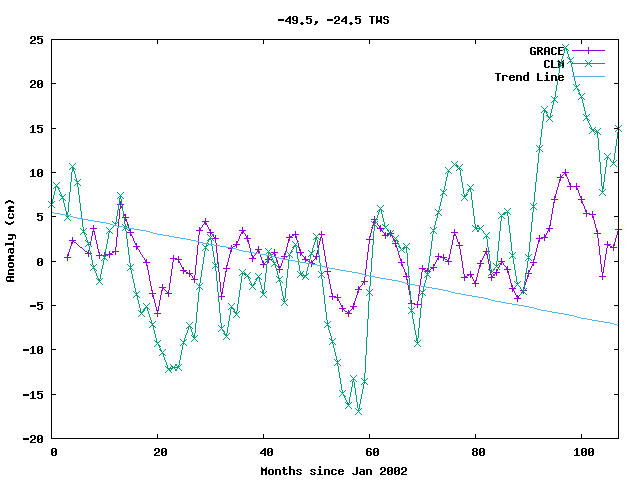 -49.5, -24.5 TWS
GRACE
CLM
Trend Line
25
20
15
10
5
0
-5
-10
-15
-20
Anomaly (cm)
0 20 40 60 80 100
Months since Jan 2002